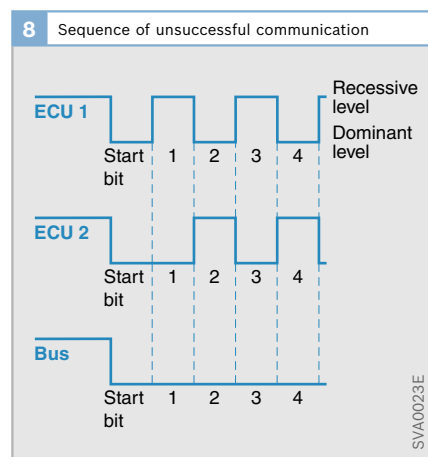 8 Sequence of unsuccessful communication
ECU 1
Recessive
level
Dominant
level
Start
bit
1 2 3 4
ECU 2
Start
bit
1 2 3 4
Bus
Start
bit
1 2 3 4
SVA0023E